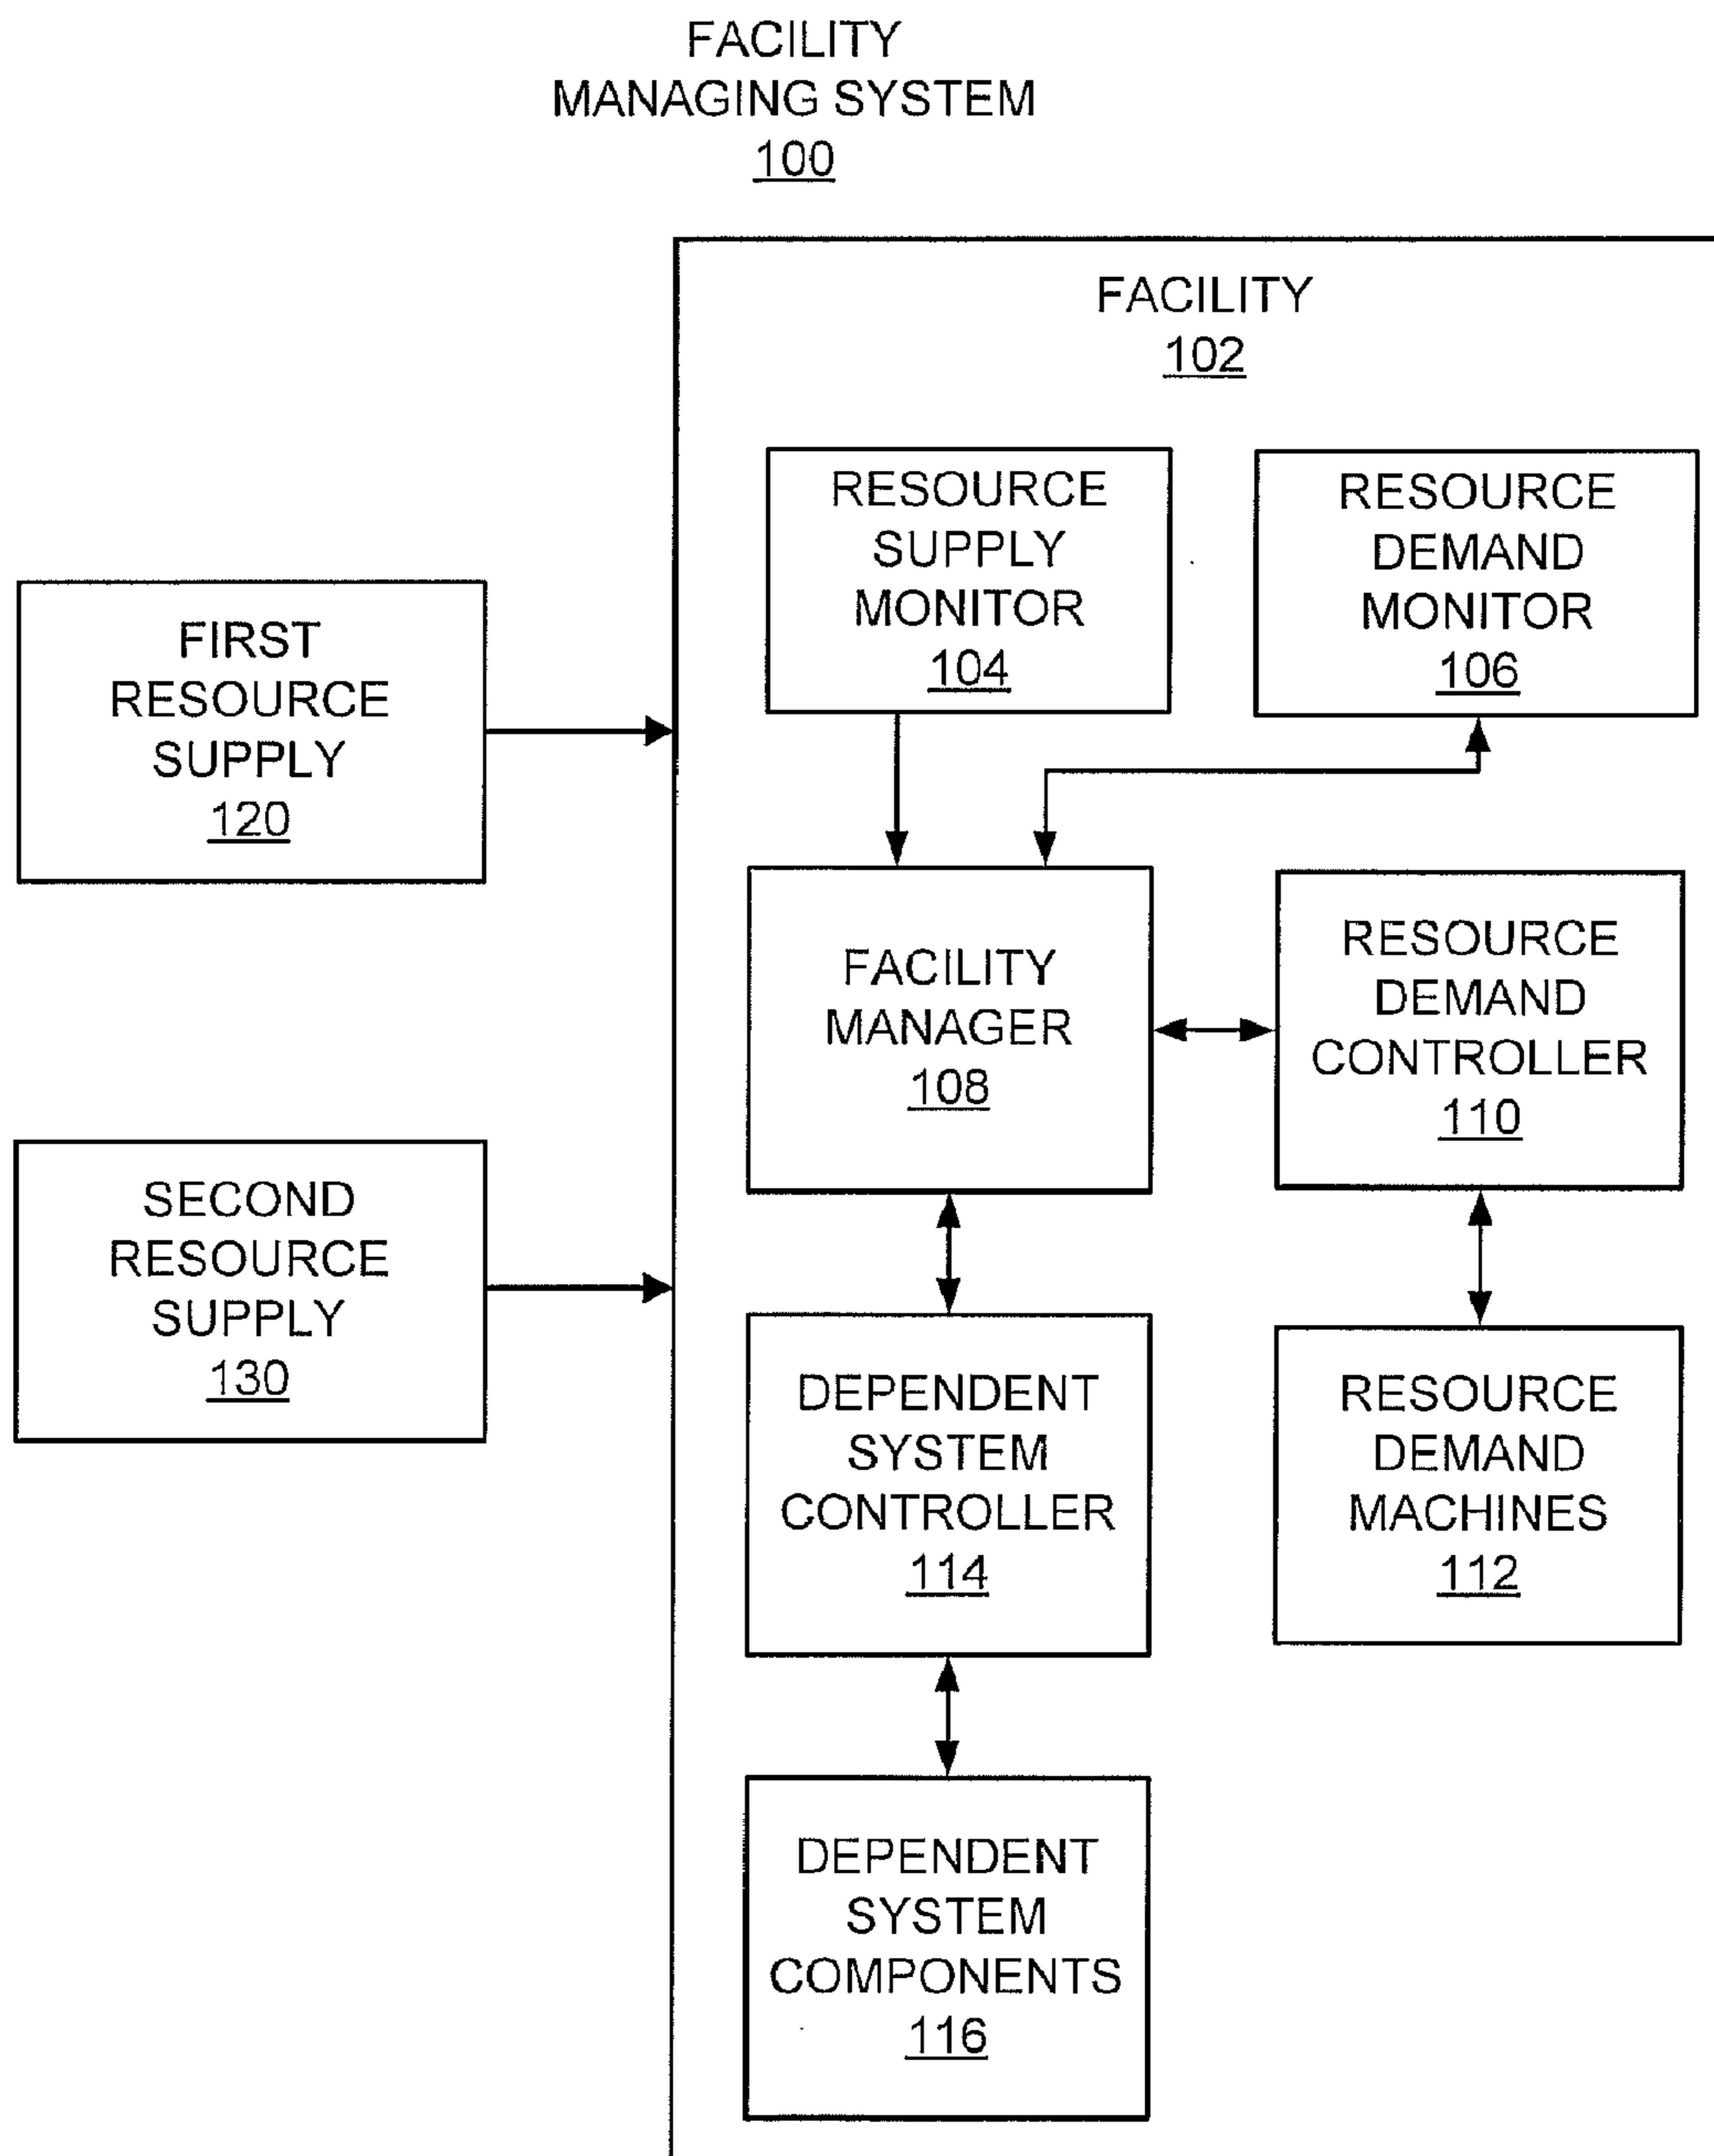 FACILITY
MANAGING SYSTEM
100
FACILITY
102
RESOURCE
SUPPLY
MONITOR
104
RESOURCE
DEMAND
MONITOR
106
FIRST
RESOURCE
SUPPLY
120
FACILITY
MANAGER
108
RESOURCE
DEMAND
CONTROLLER
110
SECOND
RESOURCE
SUPPLY
130
DEPENDENT
SYSTEM
CONTROLLER
114
RESOURCE
DEMAND
MACHINES
112
DEPENDENT
SYSTEM
COMPONENTS
116